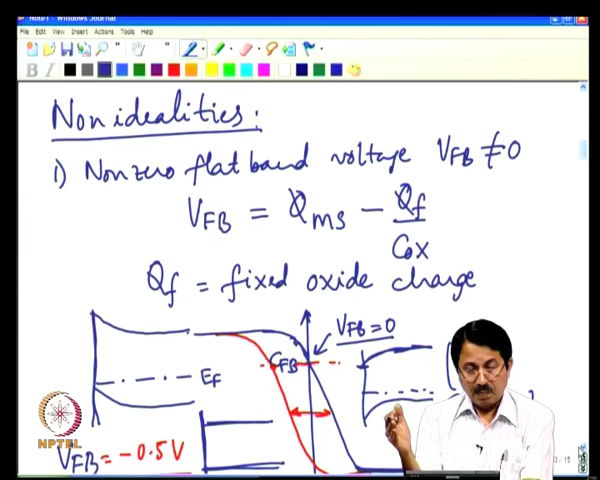 Note1 - Windows Journal
File Edit View Insert Actions Tools Help
B I
Nonidealities:
1) Nonzero flat band voltage VFB ≠ 0
VFB = Φms - Qf/Cox
Qf = fixed oxide charge
VFB = 0
CFB
EF
NPTEL
VFB = -0.5 V
/ 15